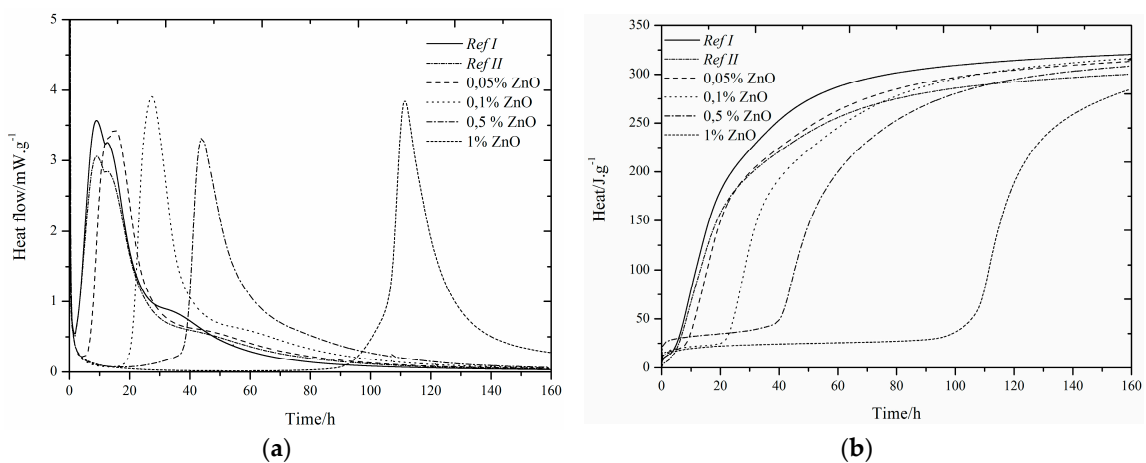 5
4
3
2
1
0
Heat flow/mW.g-1
0 20 40 60 80 100 120 140 160
Time/h
Ref I
Ref II
0,05% ZnO
0,1% ZnO
0,5 % ZnO
1% ZnO
(a)
350
300
250
200
150
100
50
0
Heat/J.g-1
0 20 40 60 80 100 120 140 160
Time/h
Ref I
Ref II
0,05% ZnO
0,1% ZnO
0,5 % ZnO
1% ZnO
(b)